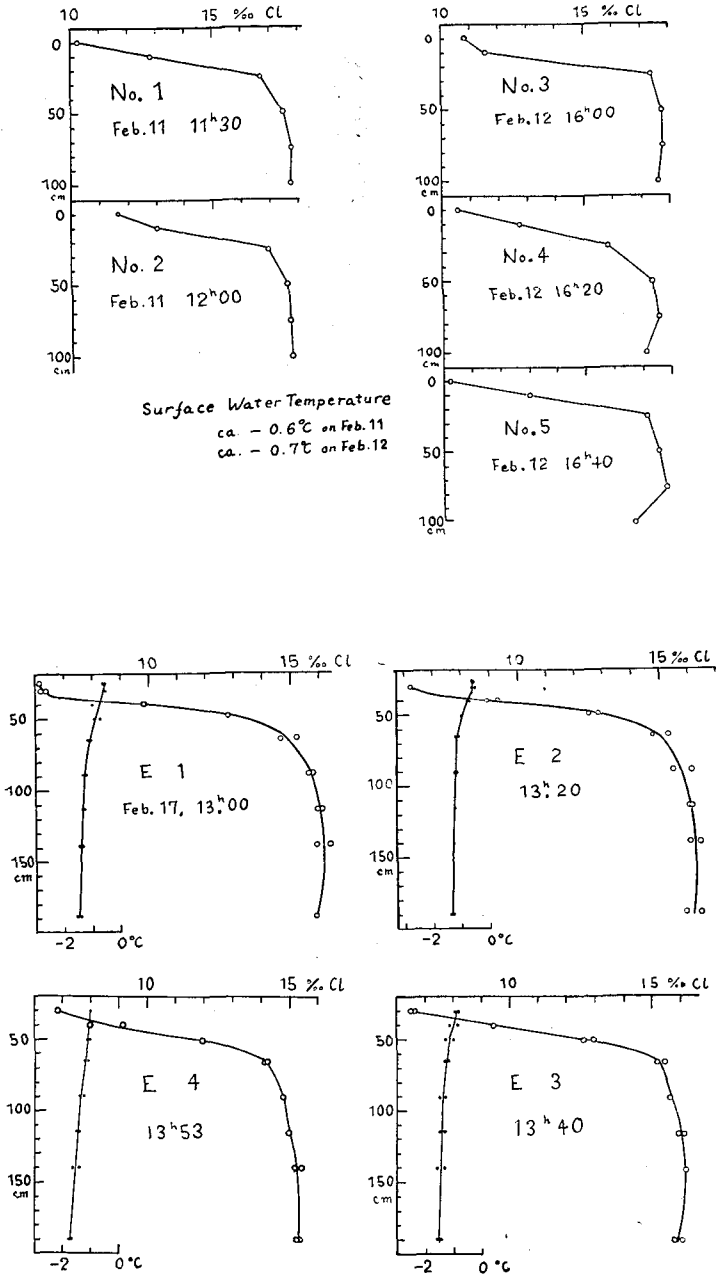 10 15 ‰ Cl
0
No. 1
50
Feb.11 11h30
100
cm
0
No. 2
50
Feb.11 12h00
100
cm
10 15 ‰ Cl
0
No. 3
50
Feb.12 16h00
100
cm
0
No. 4
50
Feb.12 16h20
100
cm
0
No. 5
50
Feb.12 16h40
100
cm
Surface Water Temperature
ca. – 0.6°C on Feb.11
ca. – 0.7°C on Feb.12
10 15 ‰ Cl
50
E 1
100
Feb. 17, 13h00
150
cm
-2 0°C
10 15 ‰ Cl
50
E 2
100
13h20
150
cm
-2 0°C
10 15 ‰ Cl
50
E 4
100
13h53
150
cm
-2 0°C
10 15 ‰ Cl
50
E 3
100
13h40
150
cm
-2 0°C